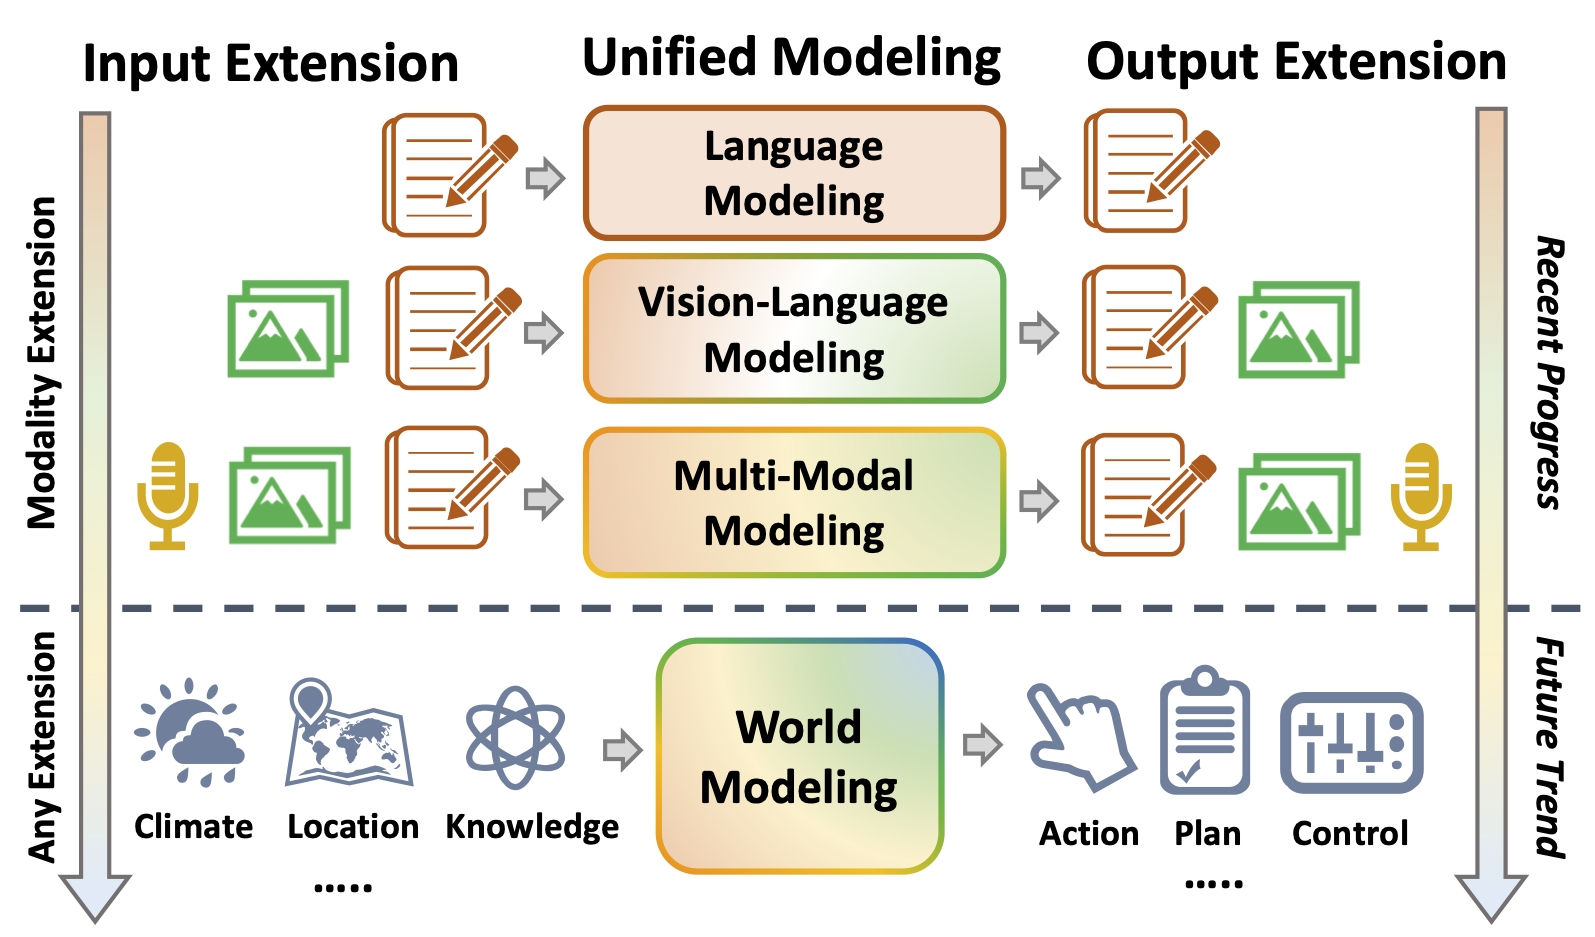 Input Extension
Unified Modeling
Output Extension
Modality Extension
Language
Modeling
Vision-Language
Modeling
Multi-Modal
Modeling
Recent Progress
Any Extension
Climate
Location
Knowledge
.....
World
Modeling
Action
Plan
Control
.....
Future Trend